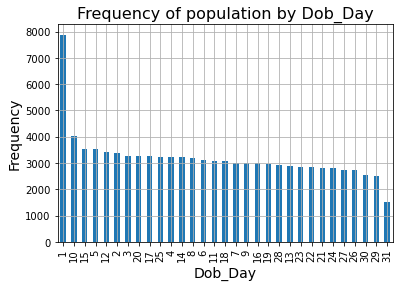 Frequency of population by Dob_Day
8000
7000
6000
5000
4000
3000
2000
1000
0
Frequency
1 10 15 5 12 2 3 20 17 25 4 14 8 6 11 18 7 9 16 19 28 13 23 22 21 24 27 26 30 29 31
Dob_Day